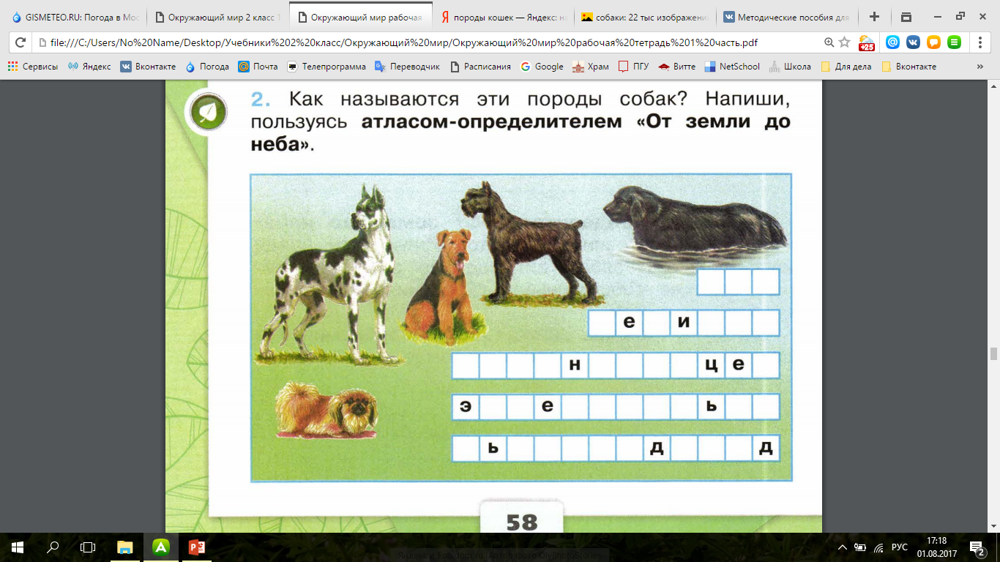 GISMETEO.RU: Погода в Мос
Окружающий мир 2 класс 1
Окружающий мир рабочая
породы кошек — Яндекс: на
собаки: 22 тыс изображени
Методические пособия для
file:///C:/Users/No%20Name/Desktop/Учебники%202%20класс/Окружающий%20мир/Окружающий%20мир%20рабочая%20тетрадь%201%20часть.pdf
+25
Сервисы Яндекс Вконтакте Погода Почта Телепрограмма Переводчик Расписания Google Храм ПГУ Витте NetSchool Школа Для дела Вконтакте »
2. Как называются эти породы собак? Напиши,
пользуясь атласом-определителем «От земли до
неба».
е и
н ц е
э е ь
ь д д
58
РУС
17:18
01.08.2017
2